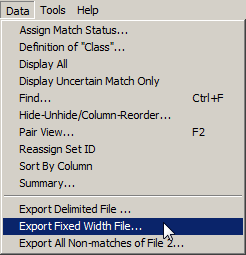 Data Tools Help
Assign Match Status...
Definition of "Class"...
Display All
Display Uncertain Match Only
Find... Ctrl+F
Hide-Unhide/Column-Reorder...
Pair View... F2
Reassign Set ID
Sort By Column
Summary...
Export Delimited File ...
Export Fixed Width File...
Export All Non-matches of File 2...